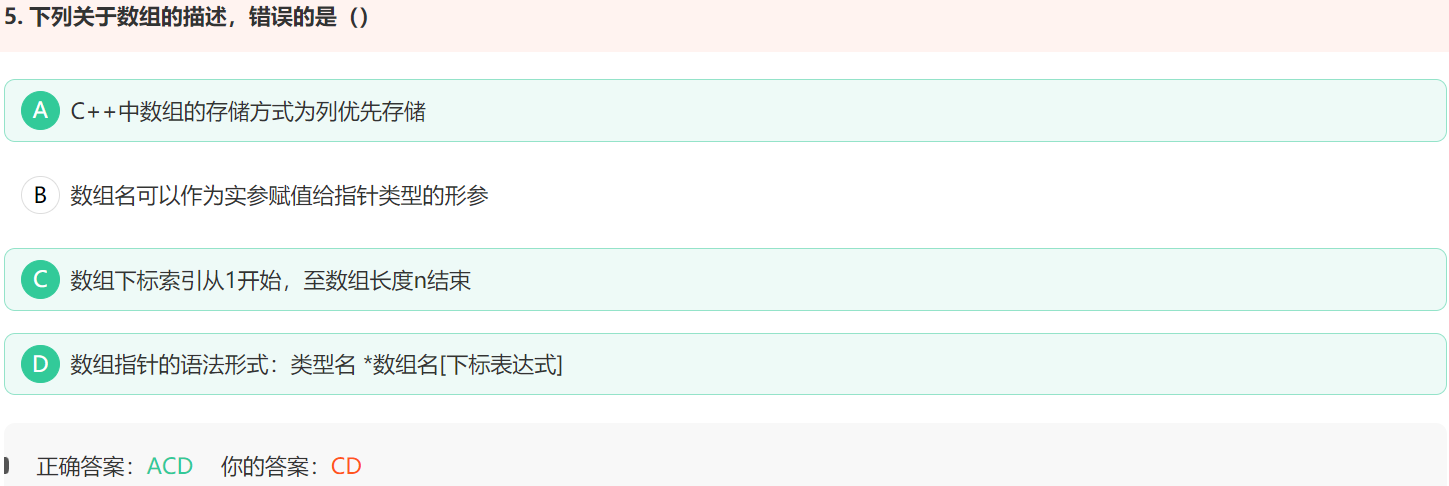 5. 下列关于数组的描述，错误的是（）
A C++中数组的存储方式为列优先存储
B 数组名可以作为实参赋值给指针类型的形参
C 数组下标索引从1开始，至数组长度n结束
D 数组指针的语法形式：类型名 *数组名[下标表达式]
正确答案：ACD 你的答案：CD